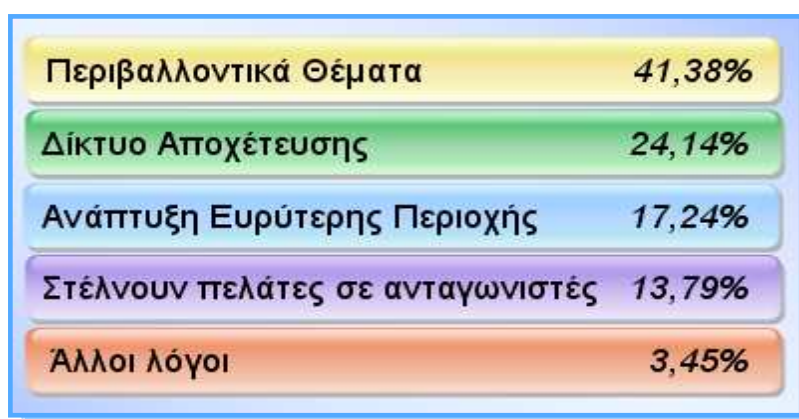 Περιβαλλοντικά Θέματα 41,38%
Δίκτυο Αποχέτευσης 24,14%
Ανάπτυξη Ευρύτερης Περιοχής 17,24%
Στέλνουν πελάτες σε ανταγωνιστές 13,79%
Άλλοι λόγοι 3,45%